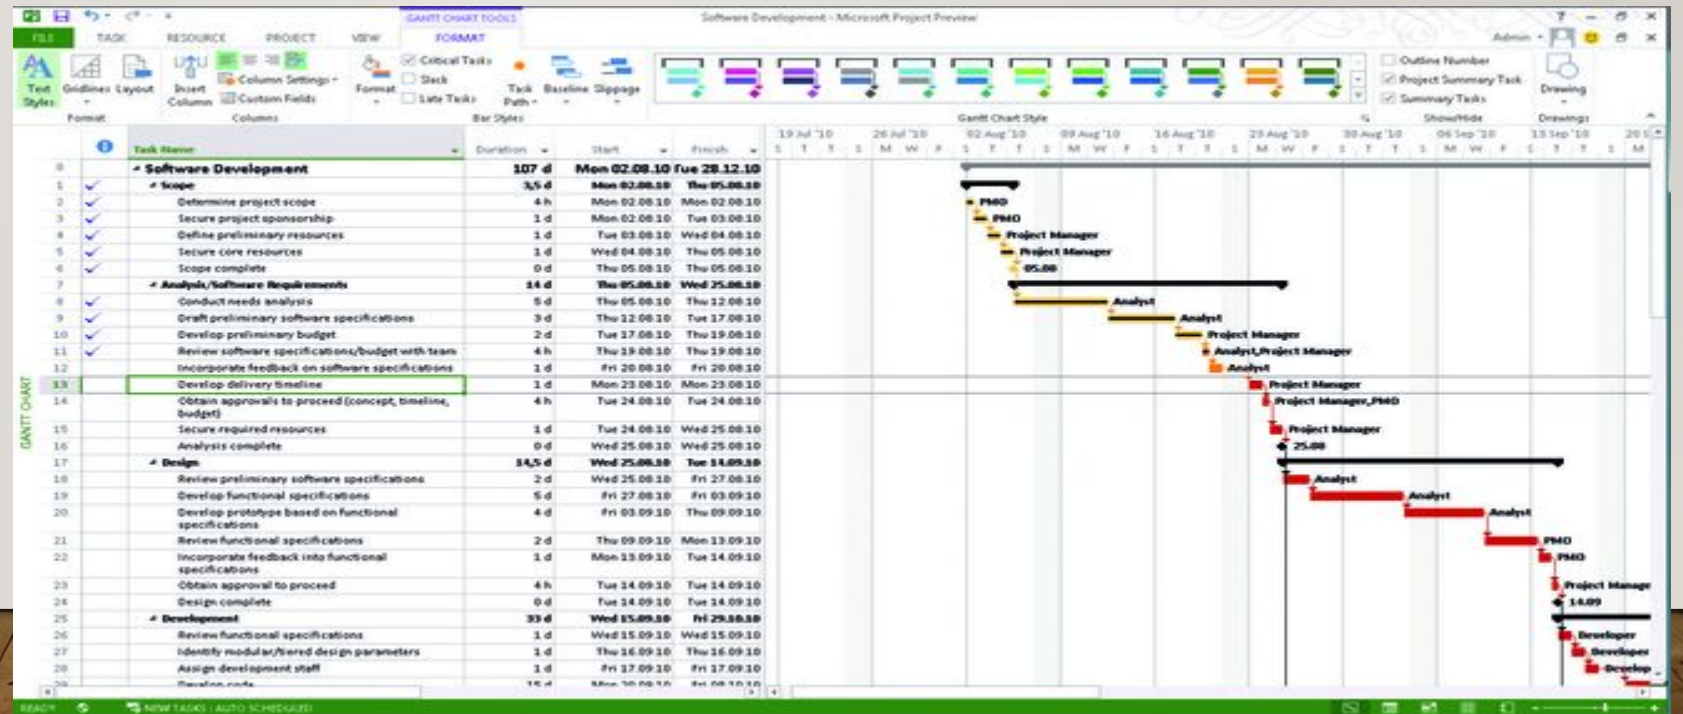 GANTT CHART TOOLS Software Development - Microsoft Project Preview
FILE TASK RESOURCE PROJECT VIEW FORMAT Admin
Text Styles Gridlines Layout Insert Column Column Settings Custom Fields Format Critical Tasks Slack Late Tasks Task Path Baseline Slippage Outline Number Project Summary Task Summary Tasks Drawing
Format Columns Bar Styles Gantt Chart Style Show/Hide Drawings
19 Jul '10 26 Jul '10 02 Aug '10 09 Aug '10 16 Aug '10 23 Aug '10 30 Aug '10 06 Sep '10 13 Sep '10 20 S
Task Name Duration Start Finish S T T S M W F S T T S M W F S T T S M W F S T T S M
0 Software Development 107 d Mon 02.08.10 Tue 28.12.10
1 Scope 3,5 d Mon 02.08.10 Thu 05.08.10
2 Determine project scope 4 h Mon 02.08.10 Mon 02.08.10 PMO
3 Secure project sponsorship 1 d Mon 02.08.10 Tue 03.08.10 PMO
4 Define preliminary resources 1 d Tue 03.08.10 Wed 04.08.10 Project Manager
5 Secure core resources 1 d Wed 04.08.10 Thu 05.08.10 Project Manager
6 Scope complete 0 d Thu 05.08.10 Thu 05.08.10 05.08
7 Analysis/Software Requirements 14 d Thu 05.08.10 Wed 25.08.10
8 Conduct needs analysis 5 d Thu 05.08.10 Thu 12.08.10 Analyst
9 Draft preliminary software specifications 3 d Thu 12.08.10 Tue 17.08.10 Analyst
10 Develop preliminary budget 2 d Tue 17.08.10 Thu 19.08.10 Project Manager
11 Review software specifications/budget with team 4 h Thu 19.08.10 Thu 19.08.10 Analyst,Project Manager
12 Incorporate feedback on software specifications 1 d Fri 20.08.10 Fri 20.08.10 Analyst
13 Develop delivery timeline 1 d Mon 23.08.10 Mon 23.08.10 Project Manager
14 Obtain approvals to proceed (concept, timeline, 4 h Tue 24.08.10 Tue 24.08.10 Project Manager,PMO
budget)
15 Secure required resources 1 d Tue 24.08.10 Wed 25.08.10 Project Manager
16 Analysis complete 0 d Wed 25.08.10 Wed 25.08.10 25.08
17 Design 14,5 d Wed 25.08.10 Tue 14.09.10
18 Review preliminary software specifications 2 d Wed 25.08.10 Fri 27.08.10 Analyst
19 Develop functional specifications 5 d Fri 27.08.10 Fri 03.09.10 Analyst
20 Develop prototype based on functional 4 d Fri 03.09.10 Thu 09.09.10 Analyst
specifications
21 Review functional specifications 2 d Thu 09.09.10 Mon 13.09.10 PMO
22 Incorporate feedback into functional 1 d Mon 13.09.10 Tue 14.09.10 PMO
specifications
23 Obtain approval to proceed 4 h Tue 14.09.10 Tue 14.09.10 Project Manage
24 Design complete 0 d Tue 14.09.10 Tue 14.09.10 14.09
25 Development 33 d Wed 15.09.10 Fri 29.10.10
26 Review functional specifications 1 d Wed 15.09.10 Wed 15.09.10 Developer
27 Identify modular/tiered design parameters 1 d Thu 16.09.10 Thu 16.09.10 Developer
28 Assign development staff 1 d Fri 17.09.10 Fri 17.09.10 Develop
29 Develop code 15 d Mon 20.09.10 Fri 08.10.10
GANTT CHART
READY NEW TASKS : AUTO SCHEDULED